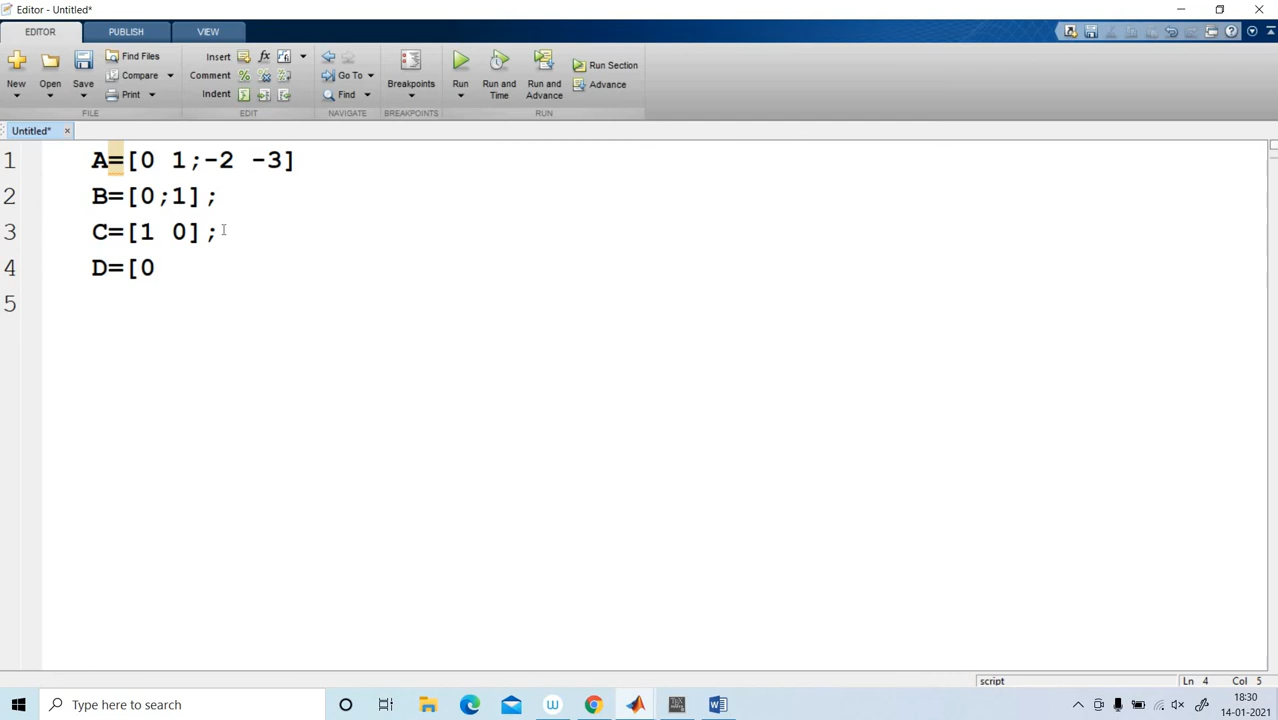 Editor - Untitled*
EDITOR PUBLISH VIEW
New Open Save Find Files Compare Print
Insert fx
Comment
Indent
Go To Find
Breakpoints
Run Run and Time Run and Advance Run Section Advance
FILE EDIT NAVIGATE BREAKPOINTS RUN
Untitled* ×
1 A=[0 1;-2 -3]
2 B=[0;1];
3 C=[1 0];
4 D=[0
5
script Ln 4 Col 5
Type here to search
18:30
14-01-2021